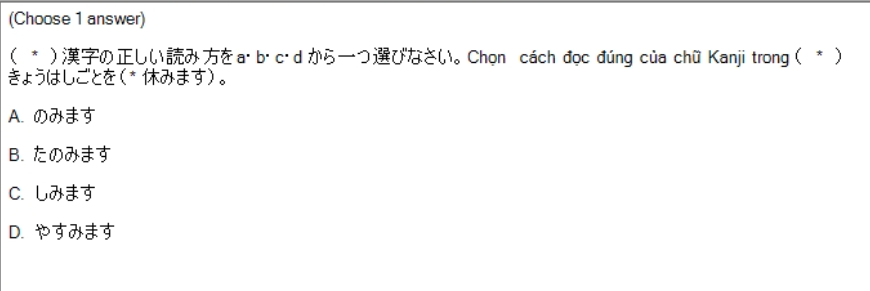 (Choose 1 answer)
( * )漢字の正しい読み方をa・b・c・dから一つ選びなさい。Chọn cách đọc đúng của chữ Kanji trong ( * )
きょうはしごとを(* 休みます)。
A. のみます
B. たのみます
C. しみます
D. やすみます